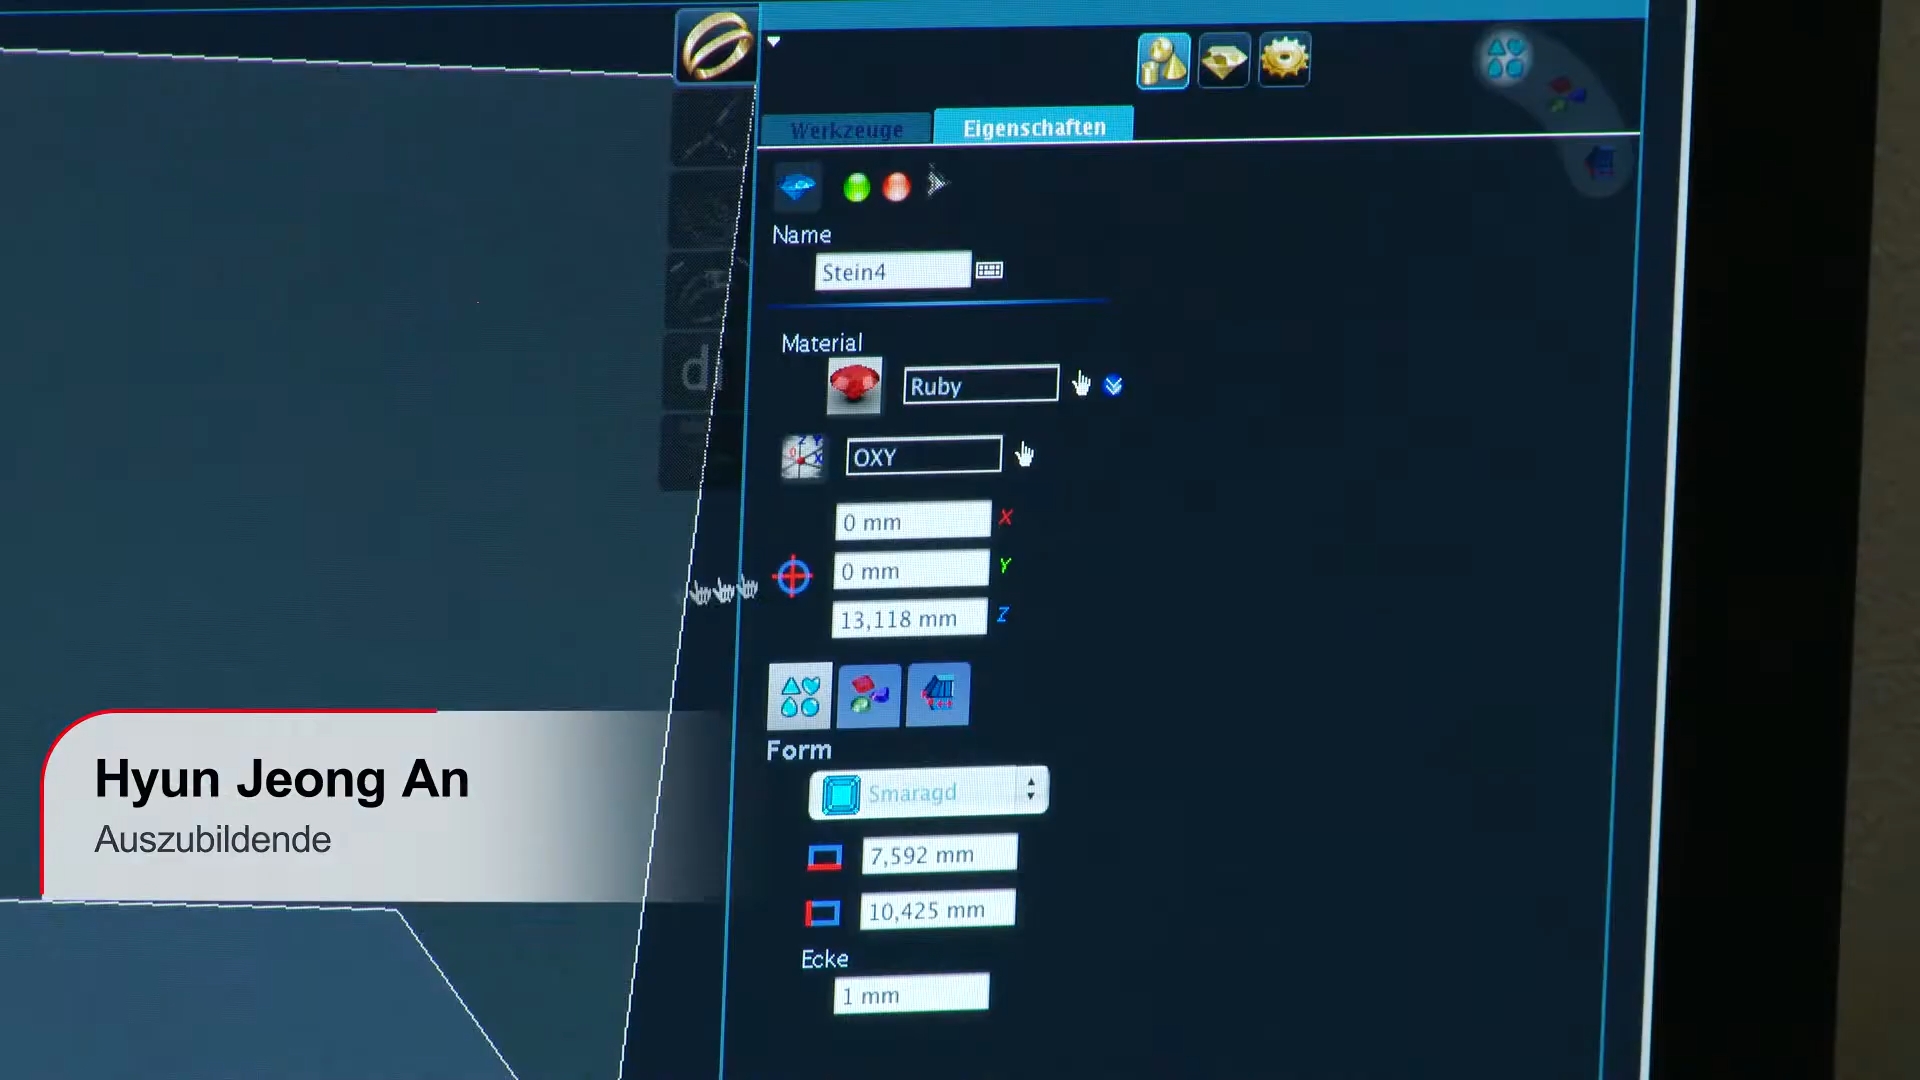 Werkzeuge
Eigenschaften
Name
Stein4
Material
Ruby
OXY
0 mm X
0 mm Y
13,118 mm Z
Form
Smaragd
7,592 mm
10,425 mm
Ecke
1 mm
Hyun Jeong An
Auszubildende